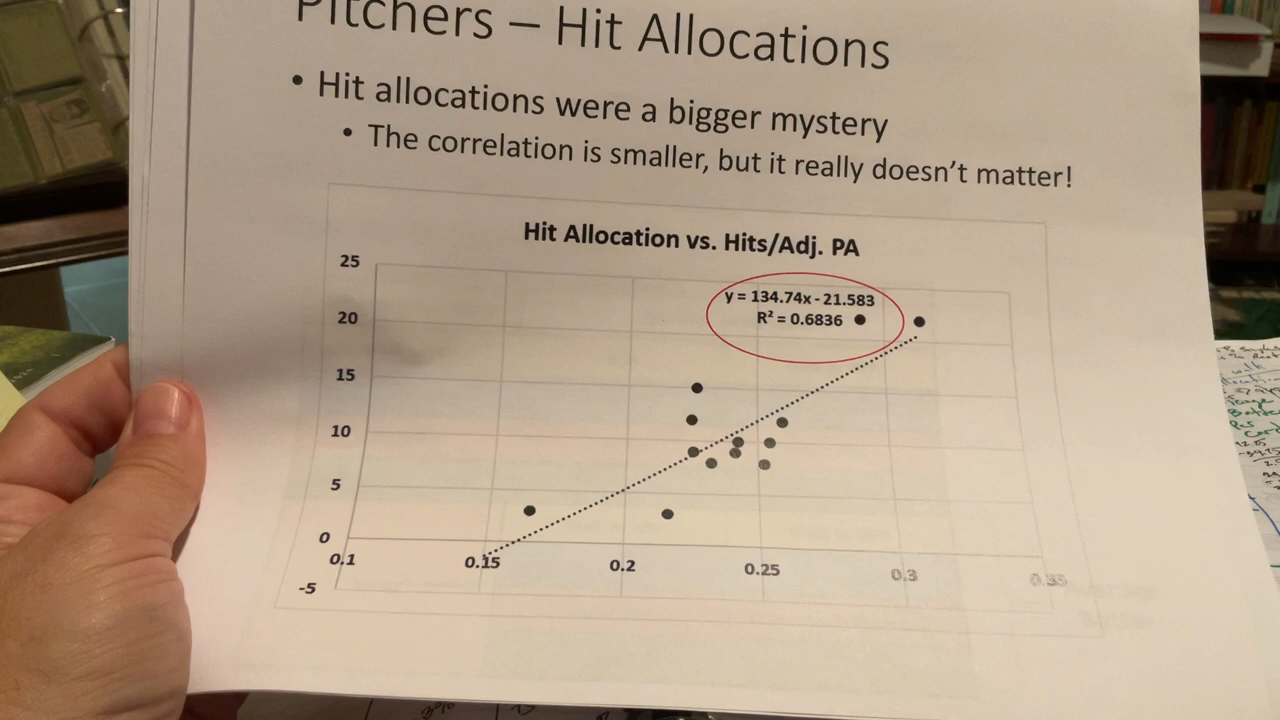 Pitchers – Hit Allocations
• Hit allocations were a bigger mystery
• The correlation is smaller, but it really doesn't matter!
Hit Allocation vs. Hits/Adj. PA
y = 134.74x - 21.583
R² = 0.6836
25
20
15
10
5
0
-5
0.1 0.15 0.2 0.25 0.3 0.35